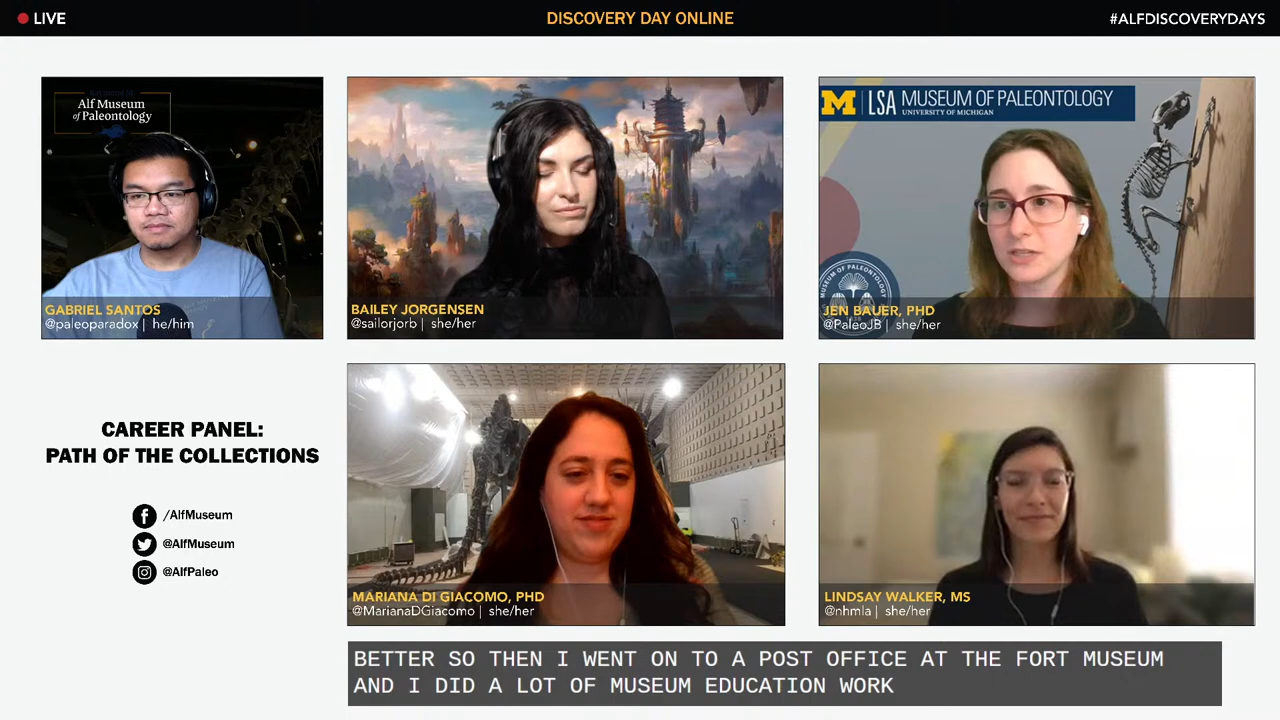 LIVE
DISCOVERY DAY ONLINE
#ALFDISCOVERYDAYS
Alf Museum
of Paleontology
GABRIEL SANTOS
@paleoparadox | he/him
BAILEY JORGENSEN
@sailorjorb | she/her
M LSA MUSEUM OF PALEONTOLOGY
UNIVERSITY OF MICHIGAN
MUSEUM OF PALEONTOLOGY
JEN BAUER, PHD
@PaleoJB | she/her
CAREER PANEL:
PATH OF THE COLLECTIONS
/AlfMuseum
@AlfMuseum
@AlfPaleo
MARIANA DI GIACOMO, PHD
@MarianaDGiacomo | she/her
LINDSAY WALKER, MS
@nhmla | she/her
BETTER SO THEN I WENT ON TO A POST OFFICE AT THE FORT MUSEUM
AND I DID A LOT OF MUSEUM EDUCATION WORK